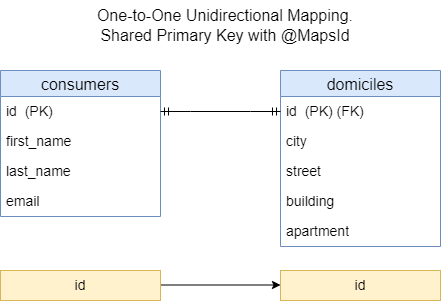 One-to-One Unidirectional Mapping.
Shared Primary Key with @MapsId
consumers
id (PK)
first_name
last_name
email
domiciles
id (PK) (FK)
city
street
building
apartment
id
id